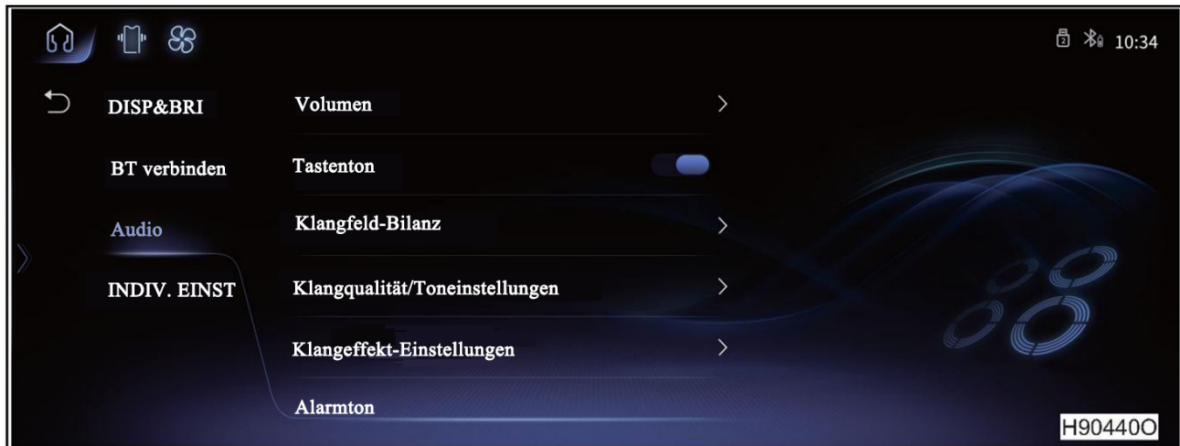 2 10:34
DISP&BRI
Volumen
BT verbinden
Tastenton
Audio
Klangfeld-Bilanz
INDIV. EINST
Klangqualität/Toneinstellungen
Klangeffekt-Einstellungen
Alarmton
H90440O